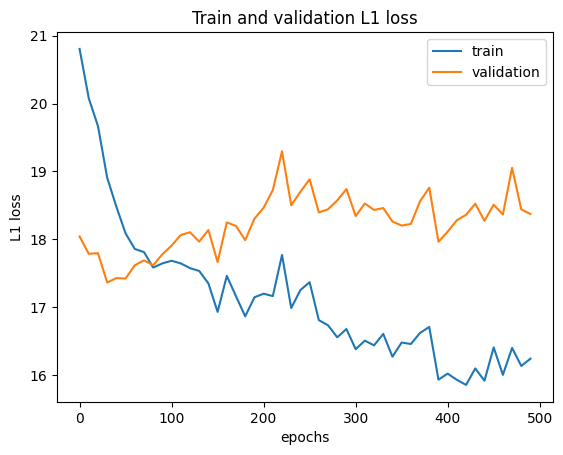 Train and validation L1 loss
21
20
19
18
17
16
L1 loss
train
validation
0
100
200
300
400
500
epochs